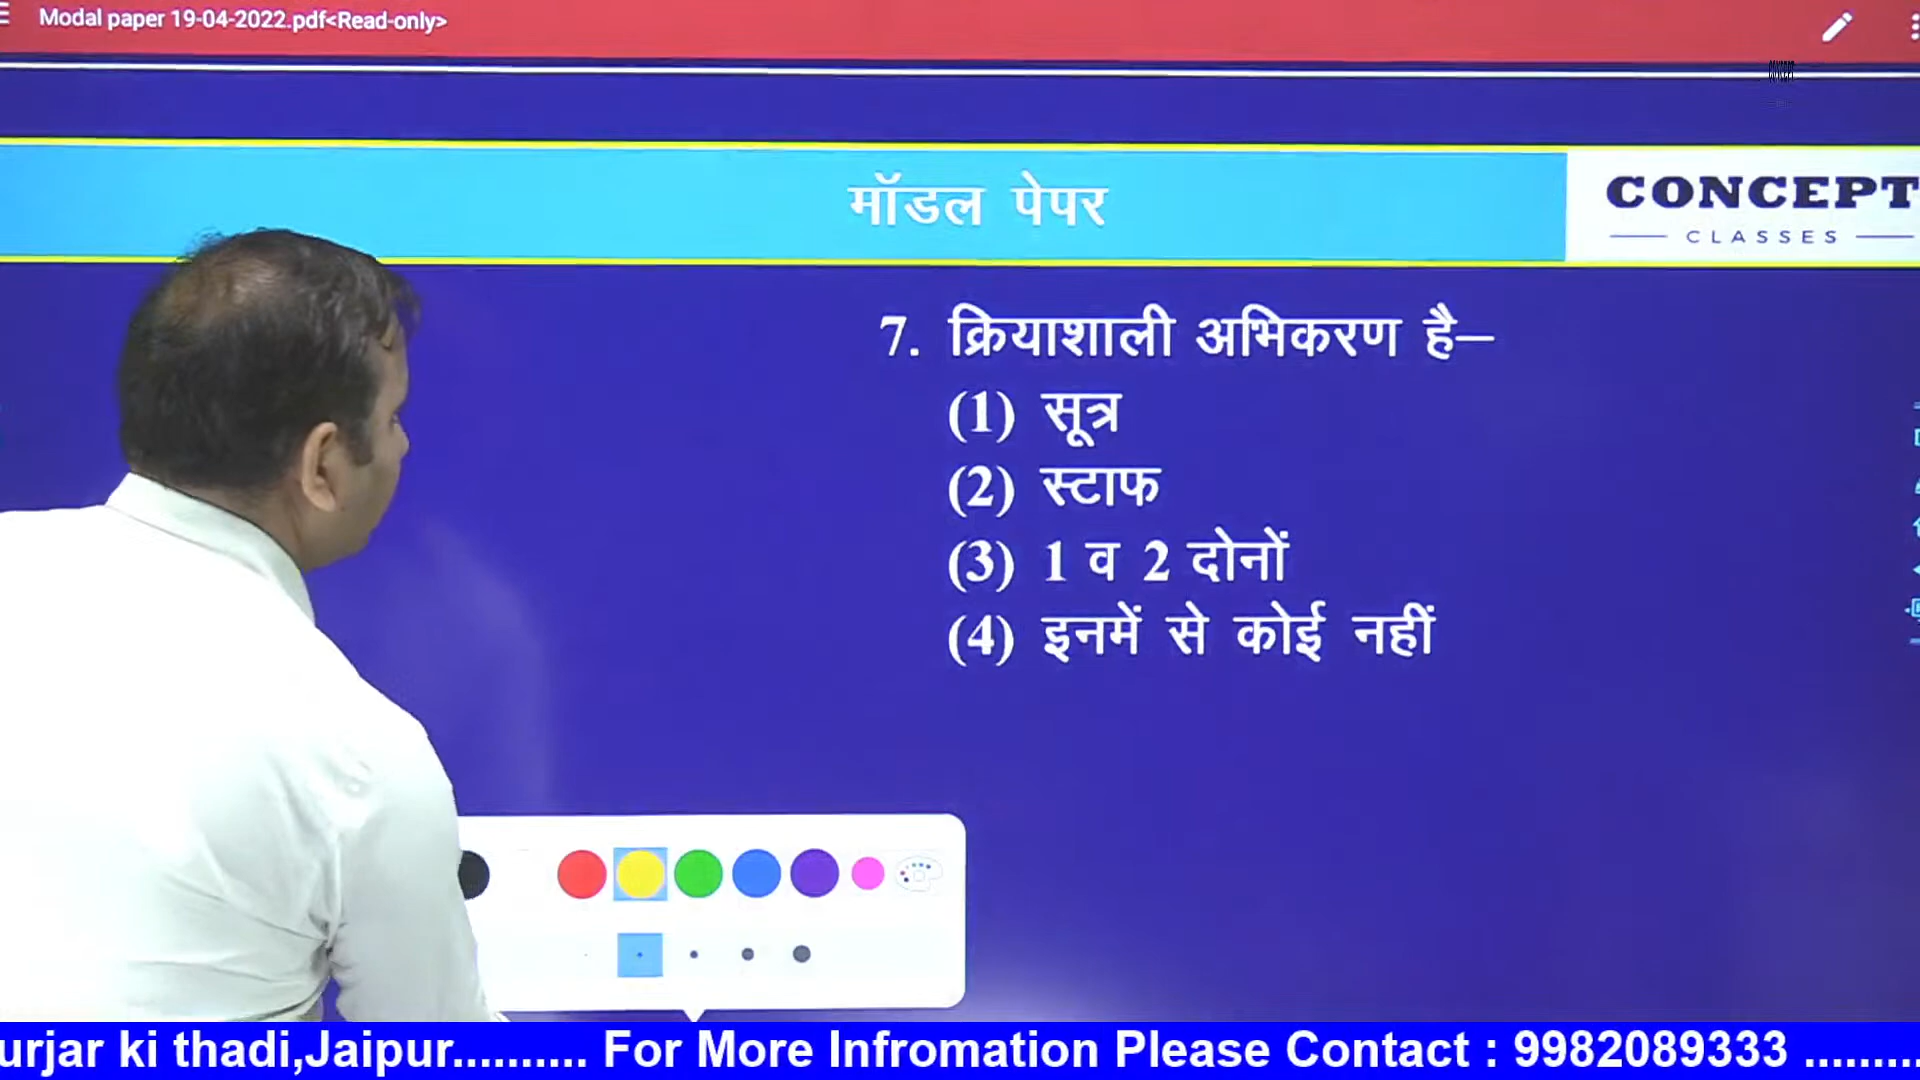 Modal paper 19-04-2022.pdf<Read-only>
मॉडल पेपर
CONCEPT
CLASSES
7. क्रियाशाली अभिकरण है–
(1) सूत्र
(2) स्टाफ
(3) 1 व 2 दोनों
(4) इनमें से कोई नहीं
urjar ki thadi,Jaipur.......... For More Infromation Please Contact : 9982089333 .........